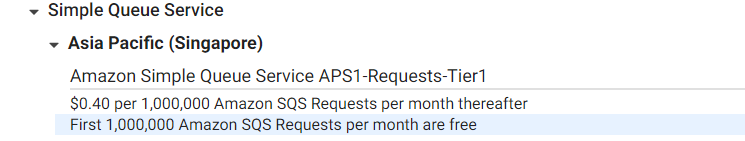 Simple Queue Service
Asia Pacific (Singapore)
Amazon Simple Queue Service APS1-Requests-Tier1
$0.40 per 1,000,000 Amazon SQS Requests per month thereafter
First 1,000,000 Amazon SQS Requests per month are free